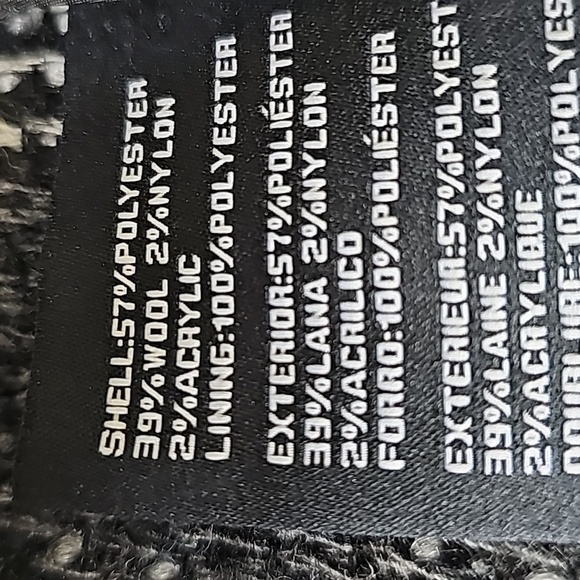 SHELL:57%POLYESTER
39%WOOL 2%NYLON
2%ACRYLIC
LINING:100%POLYESTER
EXTERIOR:57%POLIÉSTER
39%LANA 2%NYLON
2%ACRILICO
FORRO:100%POLIÉSTER
EXTERIEUR:57%POLYEST
39%LAINE 2%NYLON
2%ACRYLIQUE